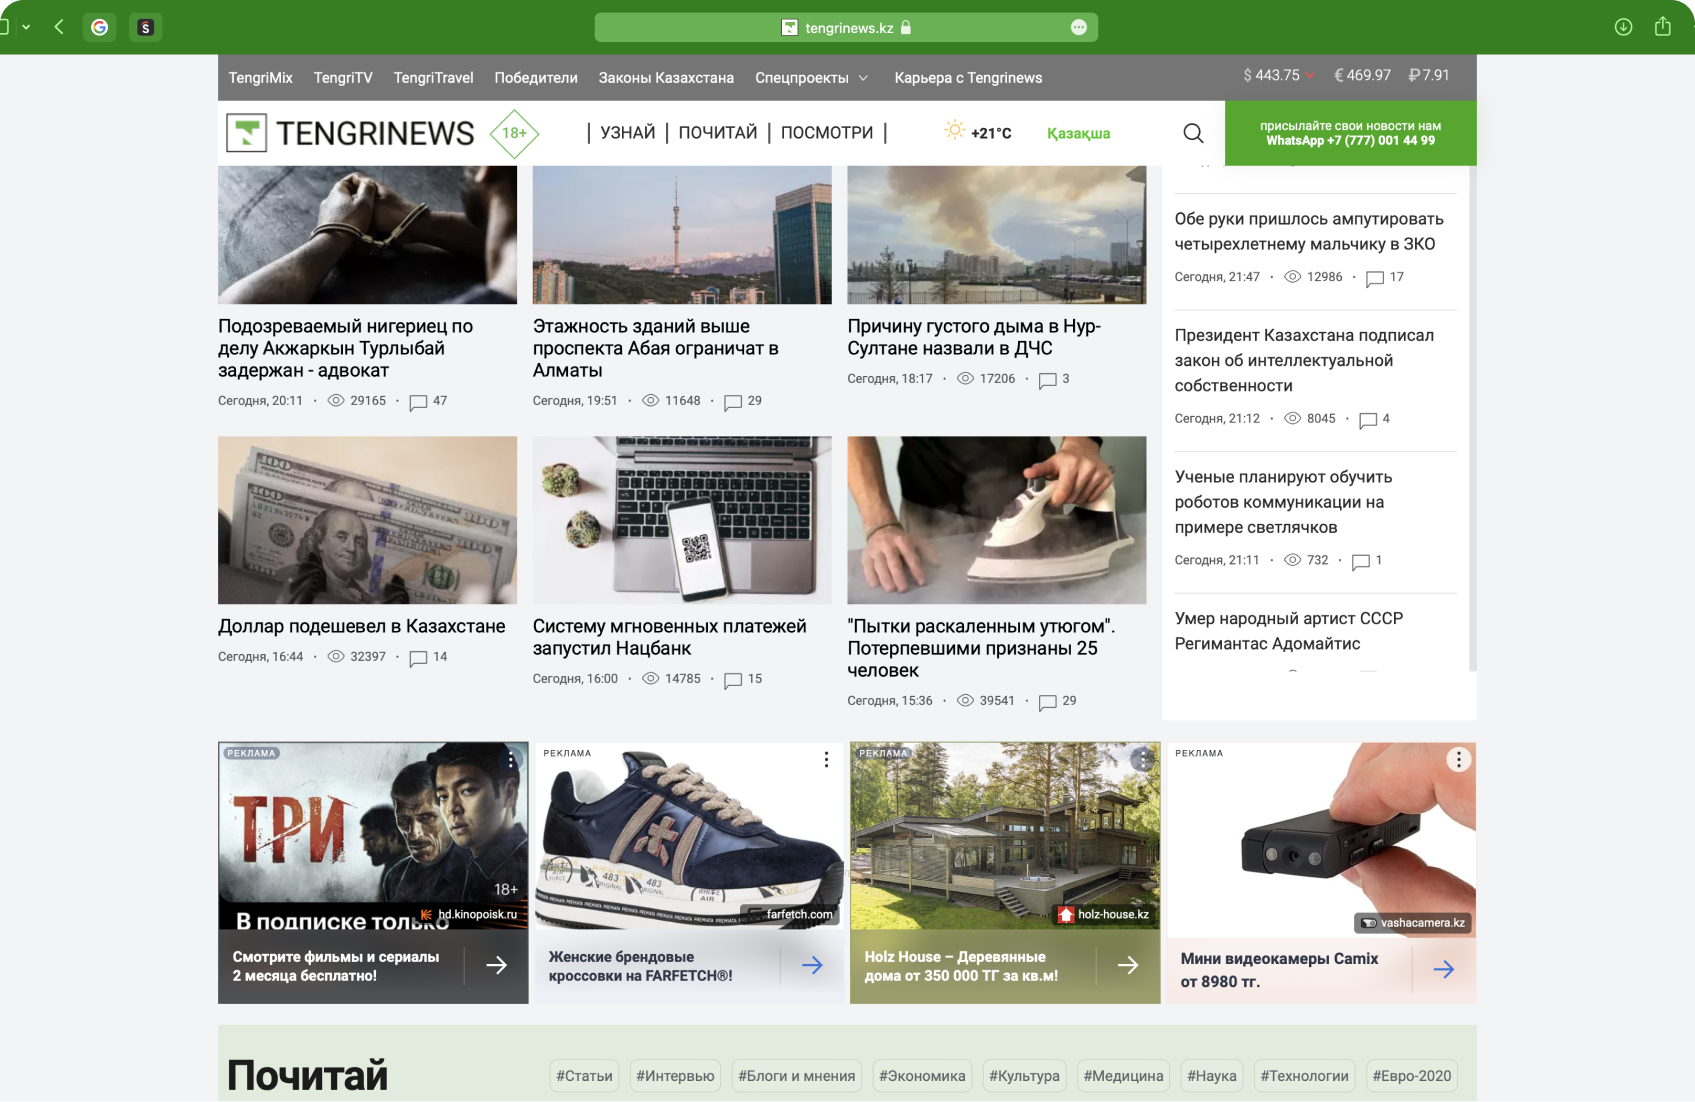 tengrinews.kz
TengriMix TengriTV TengriTravel Победители Законы Казахстана Спецпроекты Карьера с Tengrinews $ 443.75 € 469.97 ₽ 7.91
TENGRINEWS 18+ | УЗНАЙ | ПОЧИТАЙ | ПОСМОТРИ | +21°C Қазақша
присылайте свои новости нам
WhatsApp +7 (777) 001 44 99
Подозреваемый нигериец по
делу Акжаркын Турлыбай
задержан - адвокат
Сегодня, 20:11 · 29165 · 47
Этажность зданий выше
проспекта Абая ограничат в
Алматы
Сегодня, 19:51 · 11648 · 29
Причину густого дыма в Нур-
Султане назвали в ДЧС
Сегодня, 18:17 · 17206 · 3
Доллар подешевел в Казахстане
Сегодня, 16:44 · 32397 · 14
Систему мгновенных платежей
запустил Нацбанк
Сегодня, 16:00 · 14785 · 15
"Пытки раскаленным утюгом".
Потерпевшими признаны 25
человек
Сегодня, 15:36 · 39541 · 29
Обе руки пришлось ампутировать
четырехлетнему мальчику в ЗКО
Сегодня, 21:47 · 12986 · 17
Президент Казахстана подписал
закон об интеллектуальной
собственности
Сегодня, 21:12 · 8045 · 4
Ученые планируют обучить
роботов коммуникации на
примере светлячков
Сегодня, 21:11 · 732 · 1
Умер народный артист СССР
Регимантас Адомайтис
РЕКЛАМА
ТРИ
18+
В подписке только
hd.kinopoisk.ru
Смотрите фильмы и сериалы
2 месяца бесплатно!
РЕКЛАМА
farfetch.com
Женские брендовые
кроссовки на FARFETCH®!
РЕКЛАМА
holz-house.kz
Holz House – Деревянные
дома от 350 000 ТГ за кв.м!
РЕКЛАМА
vashacamera.kz
Мини видеокамеры Camix
от 8980 тг.
Почитай #Статьи #Интервью #Блоги и мнения #Экономика #Культура #Медицина #Наука #Технологии #Евро-2020